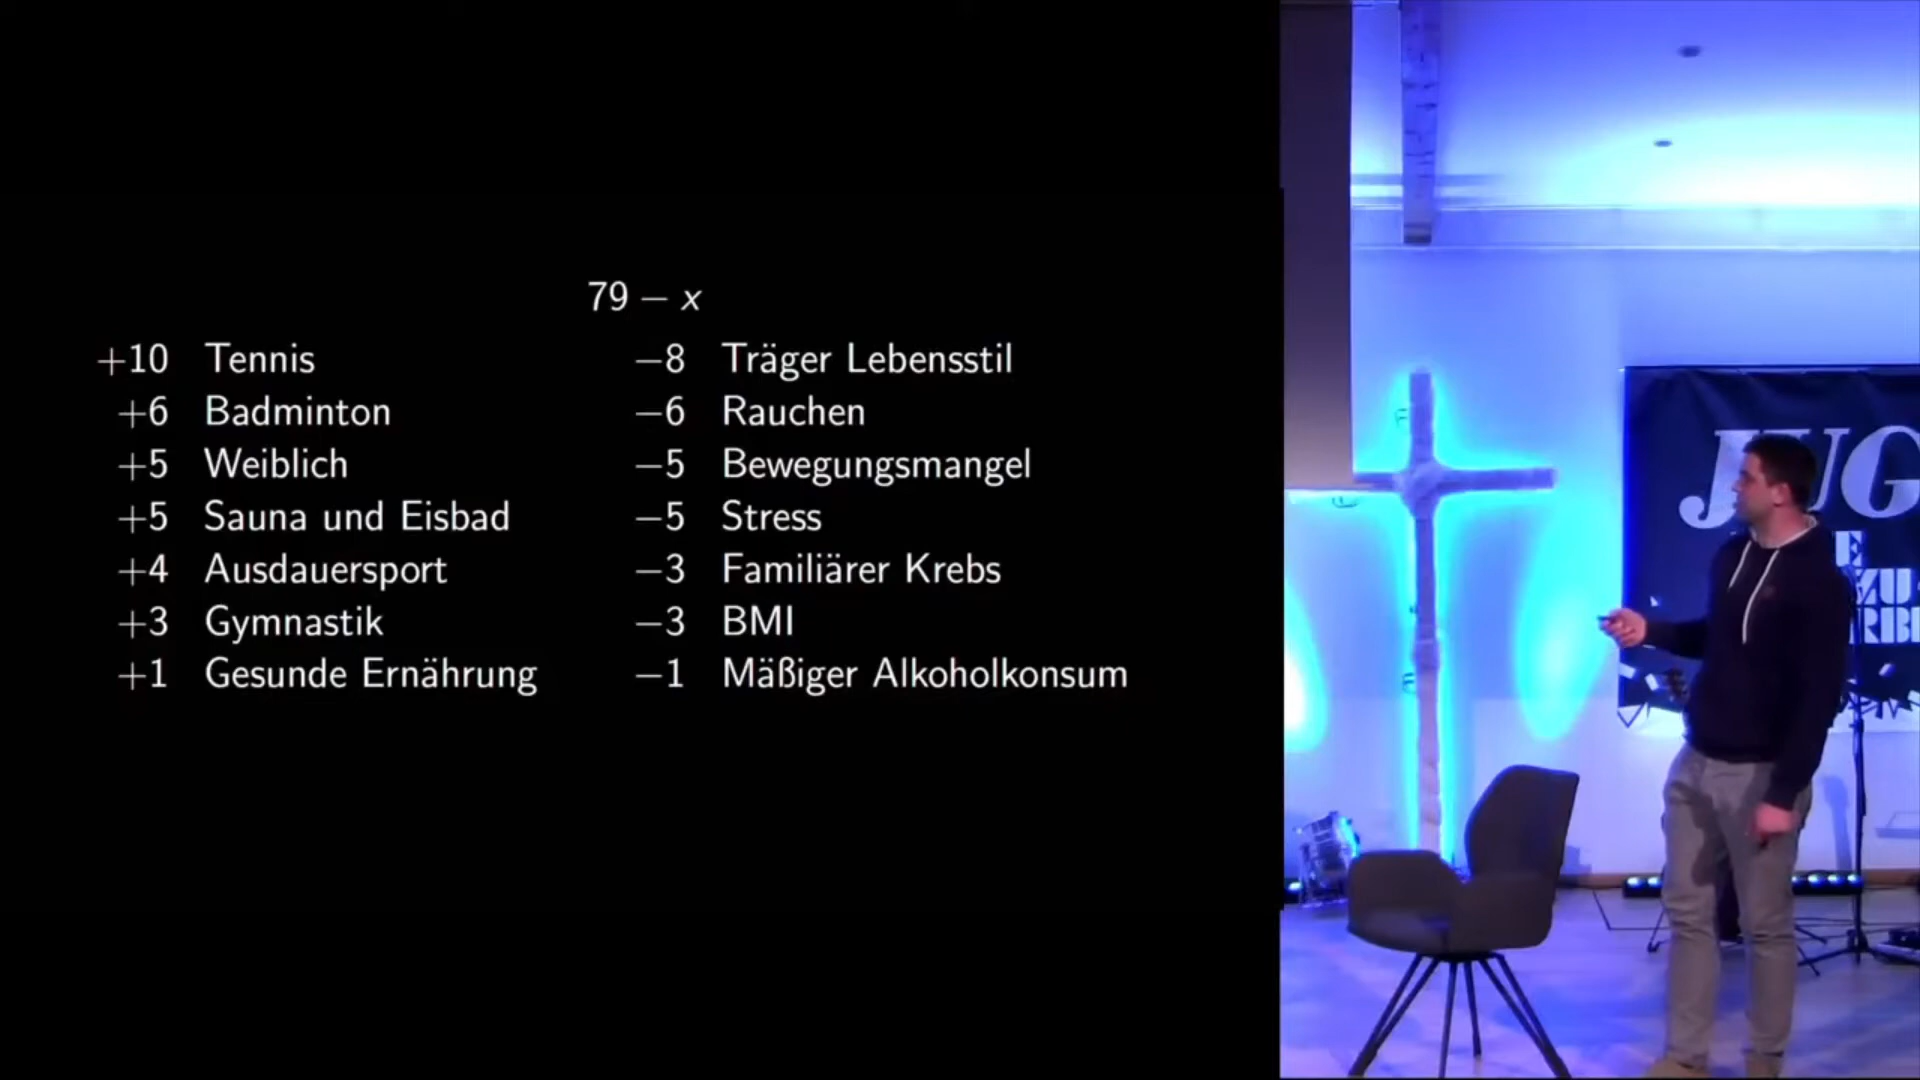 79 − x
+10 Tennis −8 Träger Lebensstil
+6 Badminton −6 Rauchen
+5 Weiblich −5 Bewegungsmangel
+5 Sauna und Eisbad −5 Stress
+4 Ausdauersport −3 Familiärer Krebs
+3 Gymnastik −3 BMI
+1 Gesunde Ernährung −1 Mäßiger Alkoholkonsum
JUG